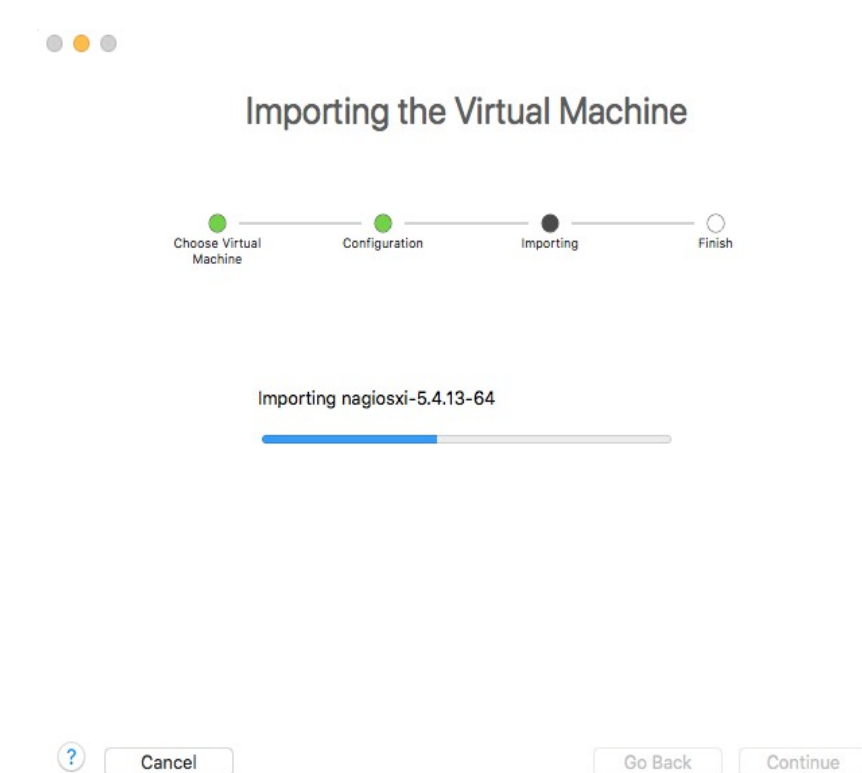 Importing the Virtual Machine
Choose Virtual
Machine
Configuration
Importing
Finish
Importing nagiosxi-5.4.13-64
?
Cancel
Go Back
Continue